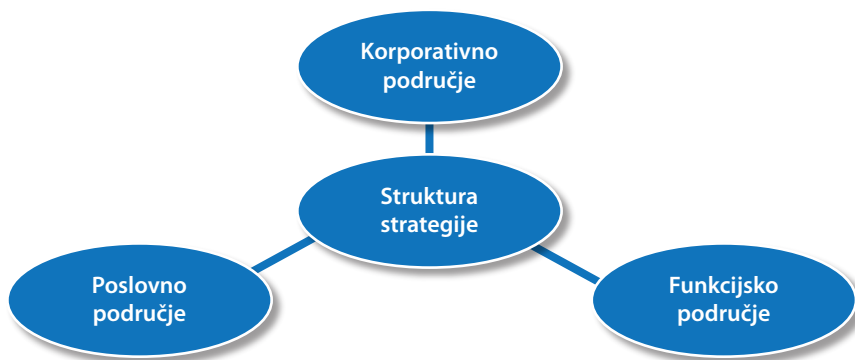 Korporativno
područje
Struktura
strategije
Poslovno
područje
Funkcijsko
područje